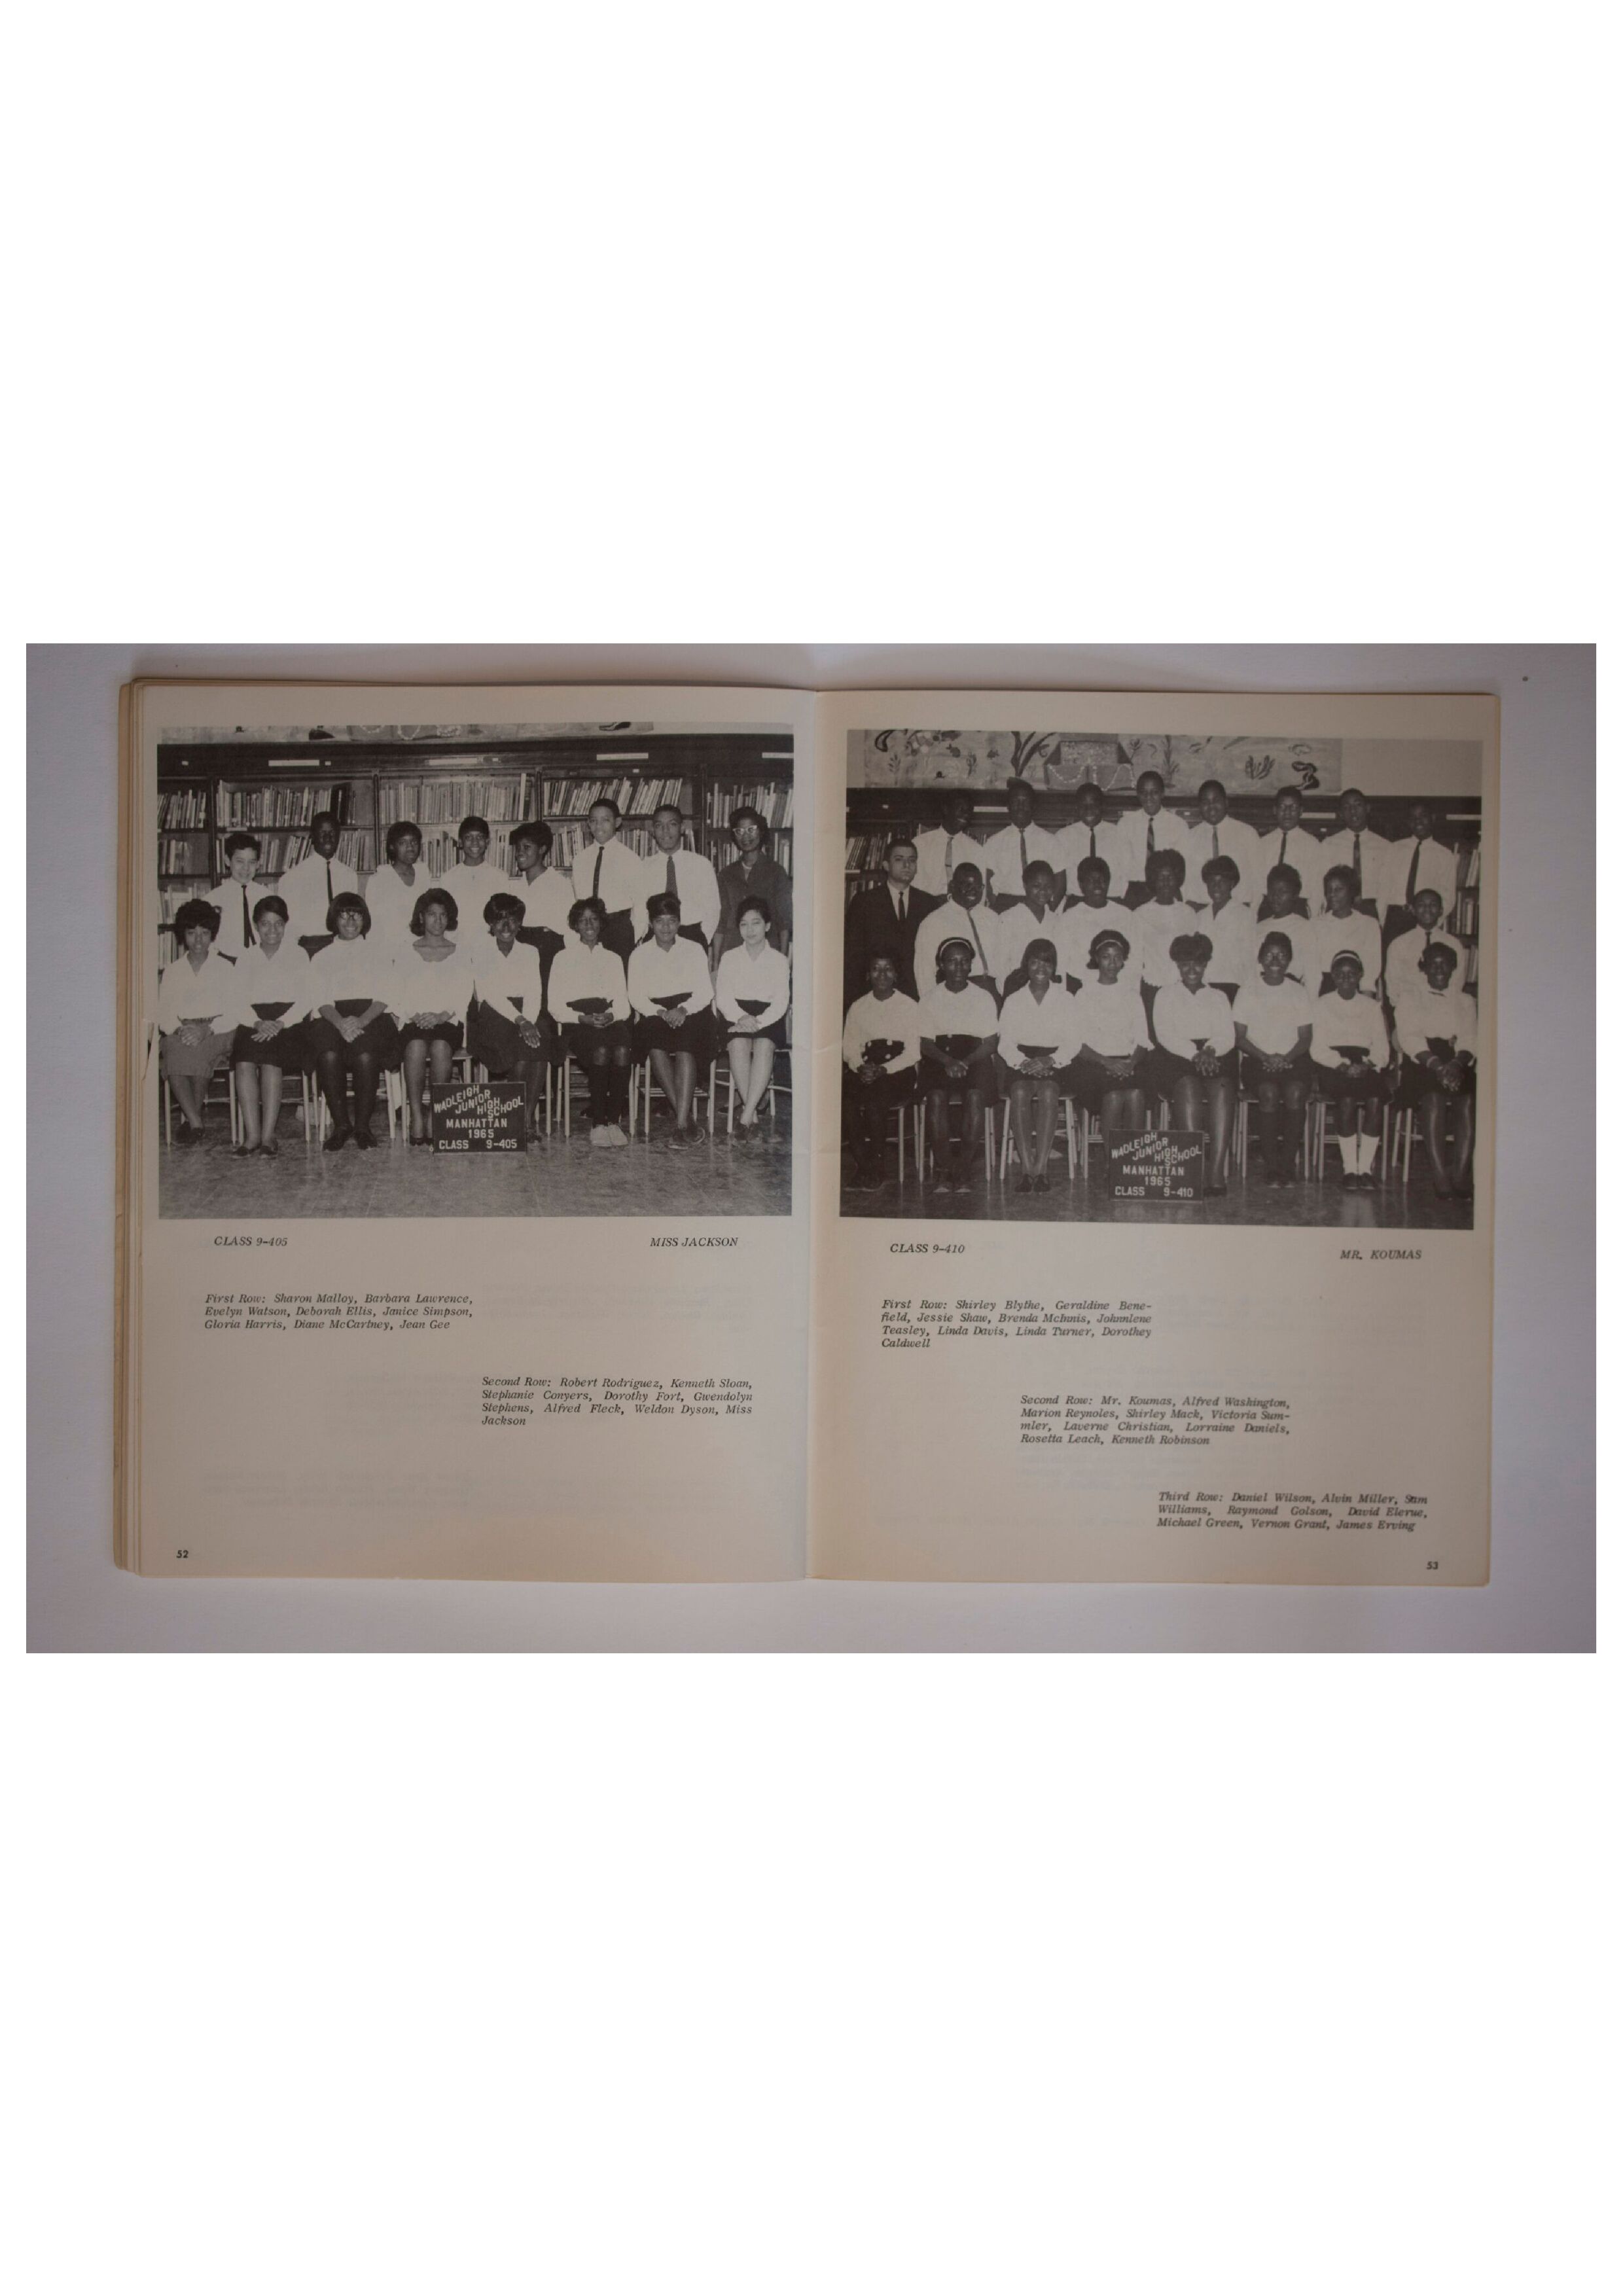 WADLEIGH
JUNIOR
HIGH
SCHOOL
MANHATTAN
1965
CLASS 9-405
CLASS 9-405 MISS JACKSON
First Row: Sharon Malloy, Barbara Lawrence,
Evelyn Watson, Deborah Ellis, Janice Simpson,
Gloria Harris, Diane McCartney, Jean Gee
Second Row: Robert Rodriguez, Kenneth Sloan,
Stephanie Conyers, Dorothy Fort, Gwendolyn
Stephens, Alfred Fleck, Weldon Dyson, Miss
Jackson
52
WADLEIGH
JUNIOR
HIGH
SCHOOL
MANHATTAN
1965
CLASS 9-410
CLASS 9-410 MR. KOUMAS
First Row: Shirley Blythe, Geraldine Bene-
field, Jessie Shaw, Brenda McInnis, Johnnlene
Teasley, Linda Davis, Linda Turner, Dorothey
Caldwell
Second Row: Mr. Koumas, Alfred Washington,
Marion Reynoles, Shirley Mack, Victoria Sum-
mler, Laverne Christian, Lorraine Daniels,
Rosetta Leach, Kenneth Robinson
Third Row: Daniel Wilson, Alvin Miller, Sam
Williams, Raymond Golson, David Elerue,
Michael Green, Vernon Grant, James Erving
53